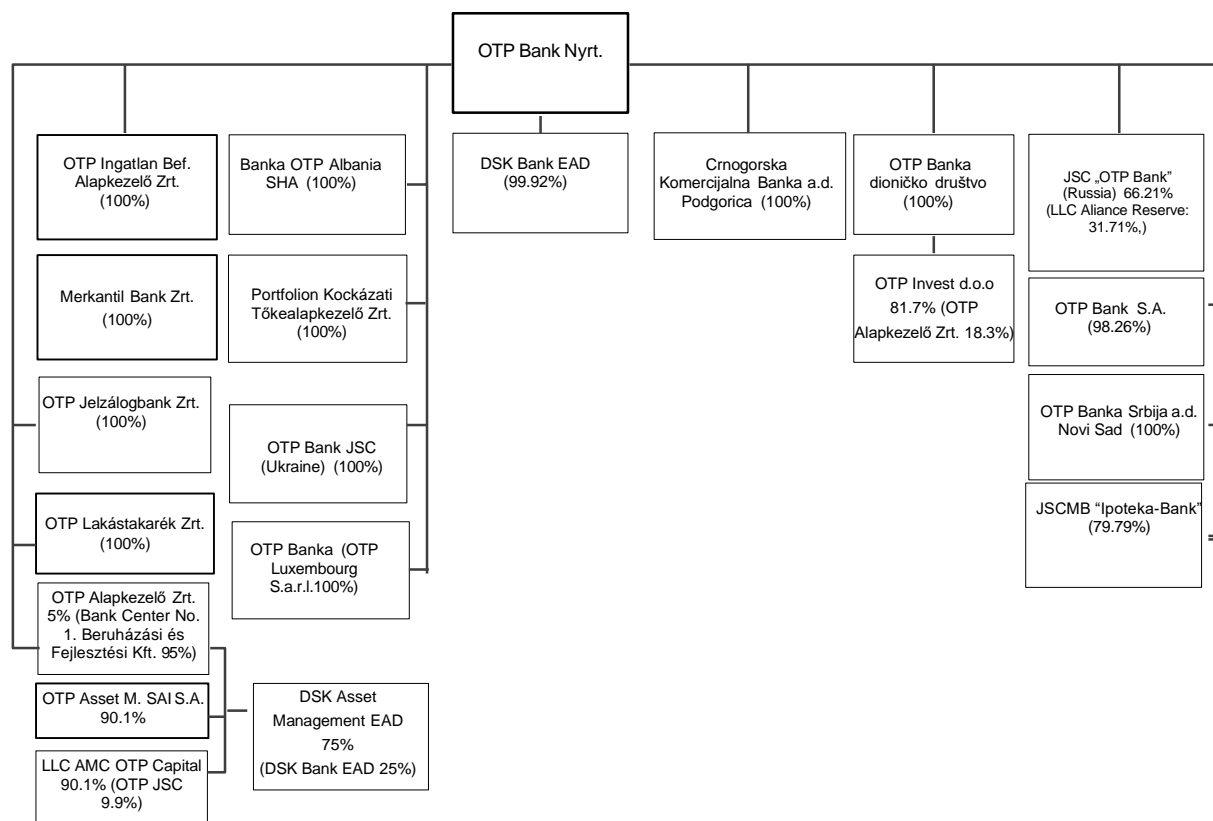 OTP Bank Nyrt.
OTP Ingatlan Bef.
Alapkezelő Zrt.
(100%)
Banka OTP Albania
SHA (100%)
DSK Bank EAD
(99.92%)
Crnogorska
Komercijalna Banka a.d.
Podgorica (100%)
OTP Banka
dioničko društvo
(100%)
JSC „OTP Bank”
(Russia) 66.21%
(LLC Aliance Reserve:
31.71%,)
Merkantil Bank Zrt.
(100%)
Portfolion Kockázati
Tőkealapkezelő Zrt.
(100%)
OTP Invest d.o.o
81.7% (OTP
Alapkezelő Zrt. 18.3%)
OTP Bank S.A.
(98.26%)
OTP Jelzálogbank Zrt.
(100%)
OTP Bank JSC
(Ukraine) (100%)
OTP Banka Srbija a.d.
Novi Sad (100%)
OTP Lakástakarék Zrt.
(100%)
OTP Banka (OTP
Luxembourg
S.a.r.l.100%)
JSCMB “Ipoteka-Bank”
(79.79%)
OTP Alapkezelő Zrt.
5% (Bank Center No.
1. Beruházási és
Fejlesztési Kft. 95%)
OTP Asset M. SAI S.A.
90.1%
DSK Asset
Management EAD
75%
(DSK Bank EAD 25%)
LLC AMC OTP Capital
90.1% (OTP JSC
9.9%)